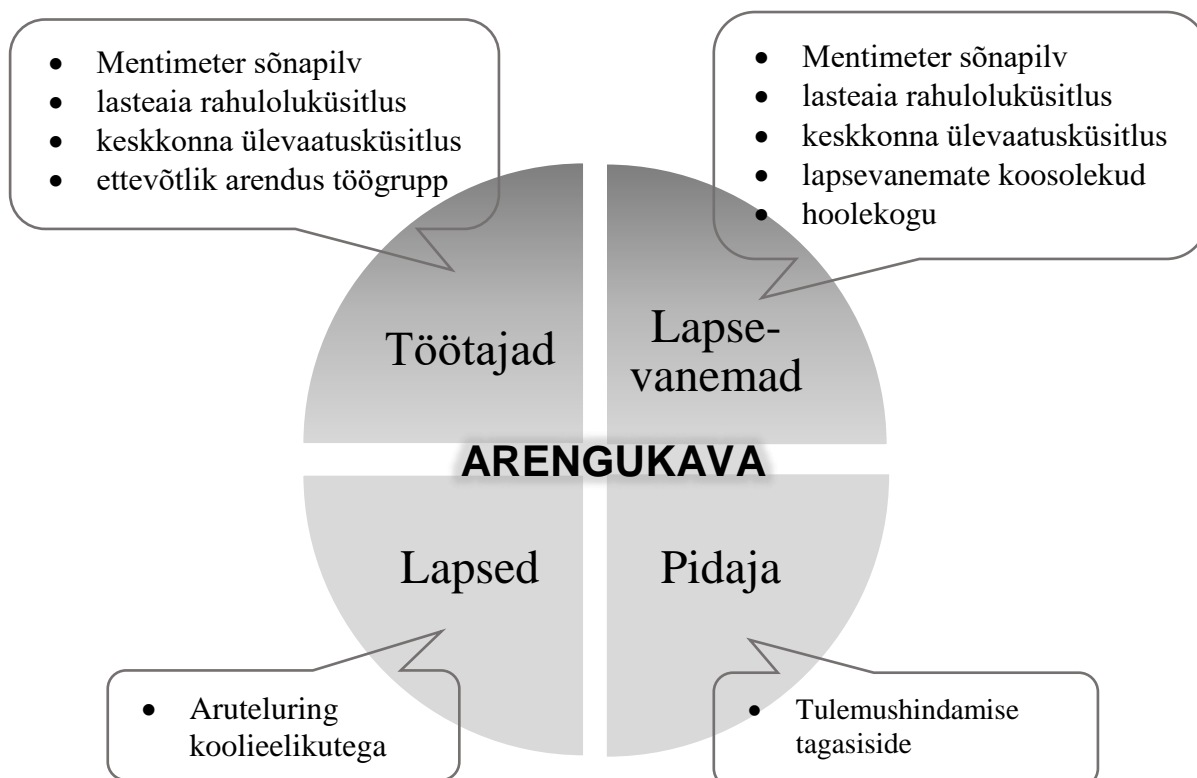 • Mentimeter sõnapilv
• lasteaia rahuloluküsitlus
• keskkonna ülevaatusküsitlus
• ettevõtlik arendus töögrupp
• Mentimeter sõnapilv
• lasteaia rahuloluküsitlus
• keskkonna ülevaatusküsitlus
• lapsevanemate koosolekud
• hoolekogu
Töötajad
Lapse-
vanemad
ARENGUKAVA
Lapsed
Pidaja
• Aruteluring
koolieelikutega
• Tulemushindamise
tagasiside